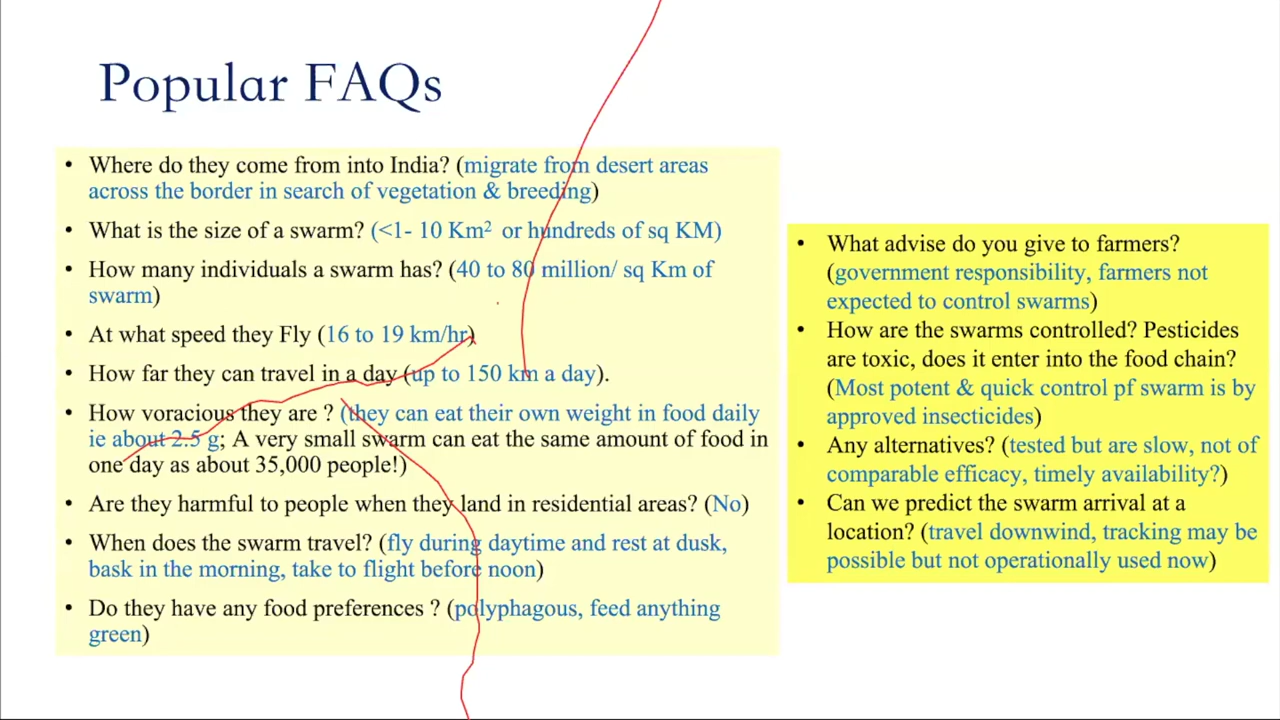 Popular FAQs
• Where do they come from into India? (migrate from desert areas
across the border in search of vegetation & breeding)
• What is the size of a swarm? (<1- 10 Km² or hundreds of sq KM)
• How many individuals a swarm has? (40 to 80 million/ sq Km of
swarm)
• At what speed they Fly (16 to 19 km/hr)
• How far they can travel in a day (up to 150 km a day).
• How voracious they are ? (they can eat their own weight in food daily
ie about 2.5 g; A very small swarm can eat the same amount of food in
one day as about 35,000 people!)
• Are they harmful to people when they land in residential areas? (No)
• When does the swarm travel? (fly during daytime and rest at dusk,
bask in the morning, take to flight before noon)
• Do they have any food preferences ? (polyphagous, feed anything
green)
• What advise do you give to farmers?
(government responsibility, farmers not
expected to control swarms)
• How are the swarms controlled? Pesticides
are toxic, does it enter into the food chain?
(Most potent & quick control pf swarm is by
approved insecticides)
• Any alternatives? (tested but are slow, not of
comparable efficacy, timely availability?)
• Can we predict the swarm arrival at a
location? (travel downwind, tracking may be
possible but not operationally used now)